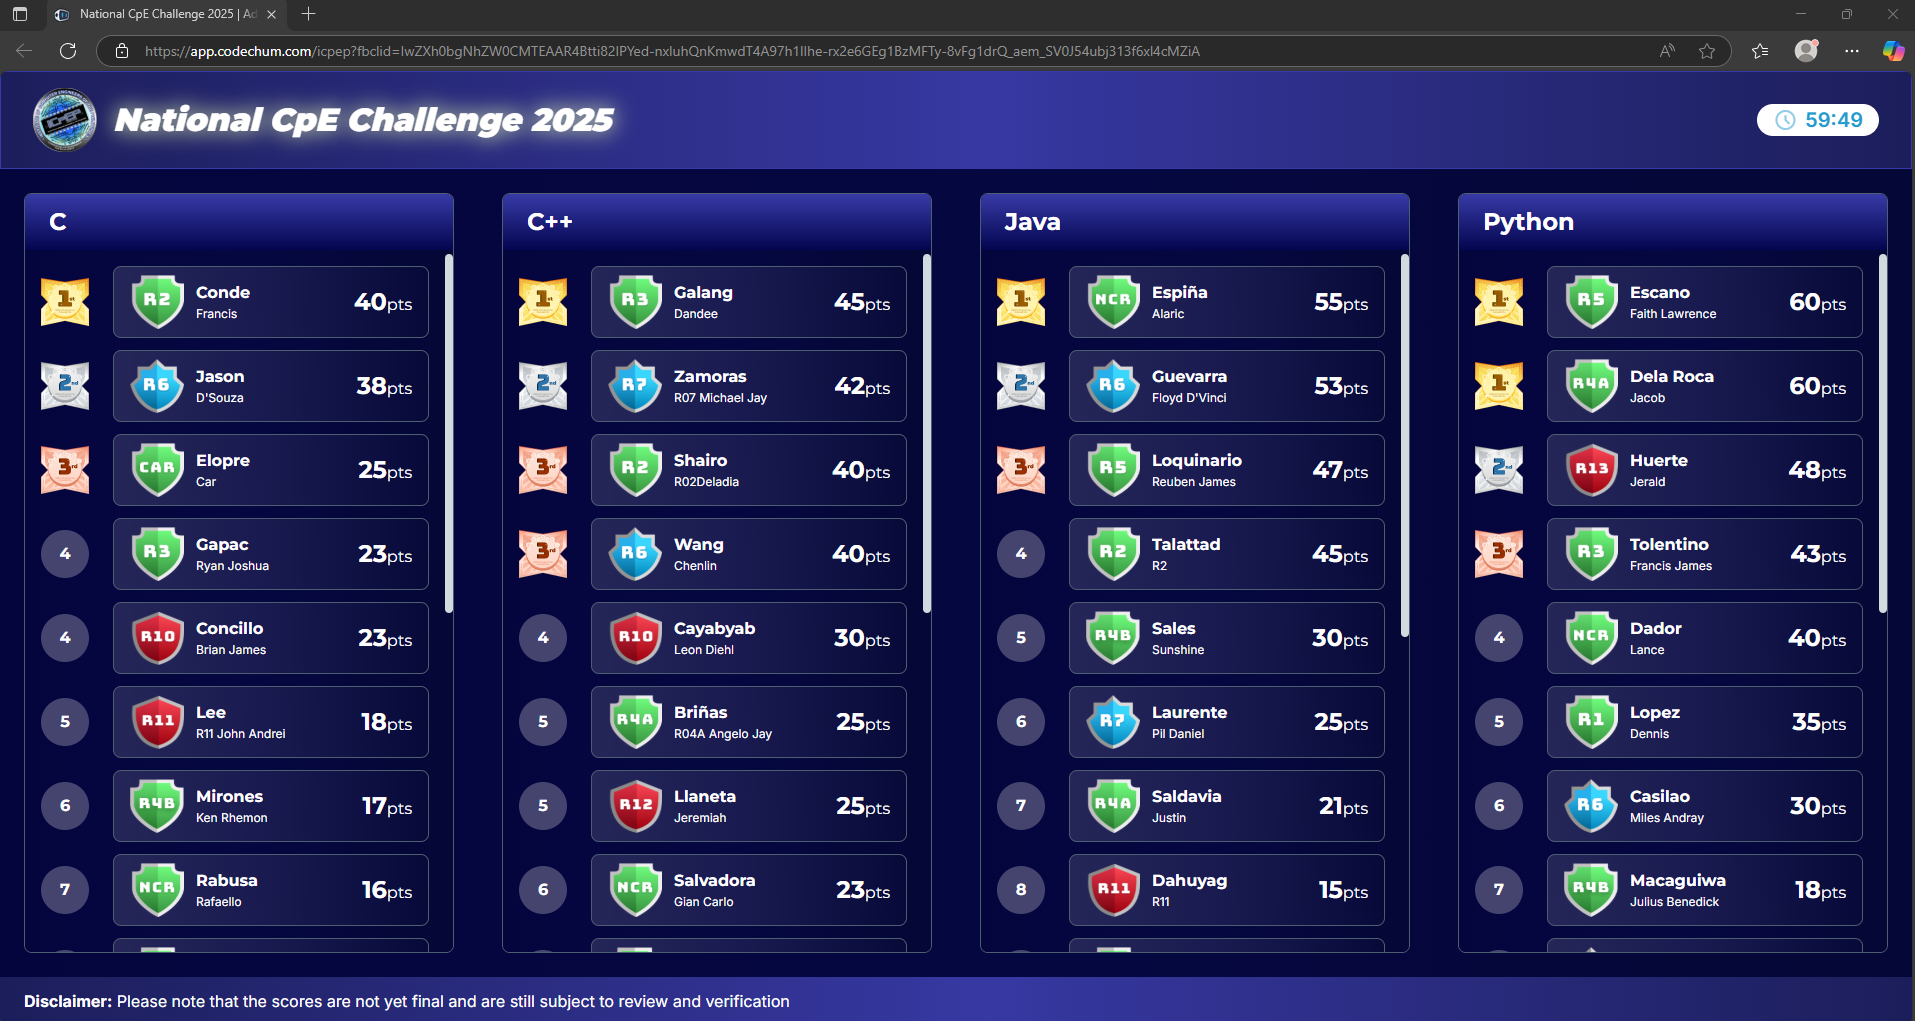 National CpE Challenge 2025 | Ad
https://app.codechum.com/icpep?fbclid=IwZXh0bgNhZW0CMTEAAR4Btti82IPYed-nxluhQnKmwdT4A97h1IIhe-rx2e6GEg1BzMFTy-8vFg1drQ_aem_SV0J54ubj313f6xl4cMZiA
ICPEP
National CpE Challenge 2025
59:49
C
1st
R2
Conde
Francis
40pts
2nd
R6
Jason
D'Souza
38pts
3rd
CAR
Elopre
Car
25pts
4
R3
Gapac
Ryan Joshua
23pts
4
R10
Concillo
Brian James
23pts
5
R11
Lee
R11 John Andrei
18pts
6
R4B
Mirones
Ken Rhemon
17pts
7
NCR
Rabusa
Rafaello
16pts
C++
1st
R3
Galang
Dandee
45pts
2nd
R7
Zamoras
R07 Michael Jay
42pts
3rd
R2
Shairo
R02Deladia
40pts
3rd
R6
Wang
Chenlin
40pts
4
R10
Cayabyab
Leon Diehl
30pts
5
R4A
Briñas
R04A Angelo Jay
25pts
5
R12
Llaneta
Jeremiah
25pts
6
NCR
Salvadora
Gian Carlo
23pts
Java
1st
NCR
Espiña
Alaric
55pts
2nd
R6
Guevarra
Floyd D'Vinci
53pts
3rd
R5
Loquinario
Reuben James
47pts
4
R2
Talattad
R2
45pts
5
R4B
Sales
Sunshine
30pts
6
R7
Laurente
Pil Daniel
25pts
7
R4A
Saldavia
Justin
21pts
8
R11
Dahuyag
R11
15pts
Python
1st
R5
Escano
Faith Lawrence
60pts
1st
R4A
Dela Roca
Jacob
60pts
2nd
R13
Huerte
Jerald
48pts
3rd
R3
Tolentino
Francis James
43pts
4
NCR
Dador
Lance
40pts
5
R1
Lopez
Dennis
35pts
6
R6
Casilao
Miles Andray
30pts
7
R4B
Macaguiwa
Julius Benedick
18pts
Disclaimer: Please note that the scores are not yet final and are still subject to review and verification